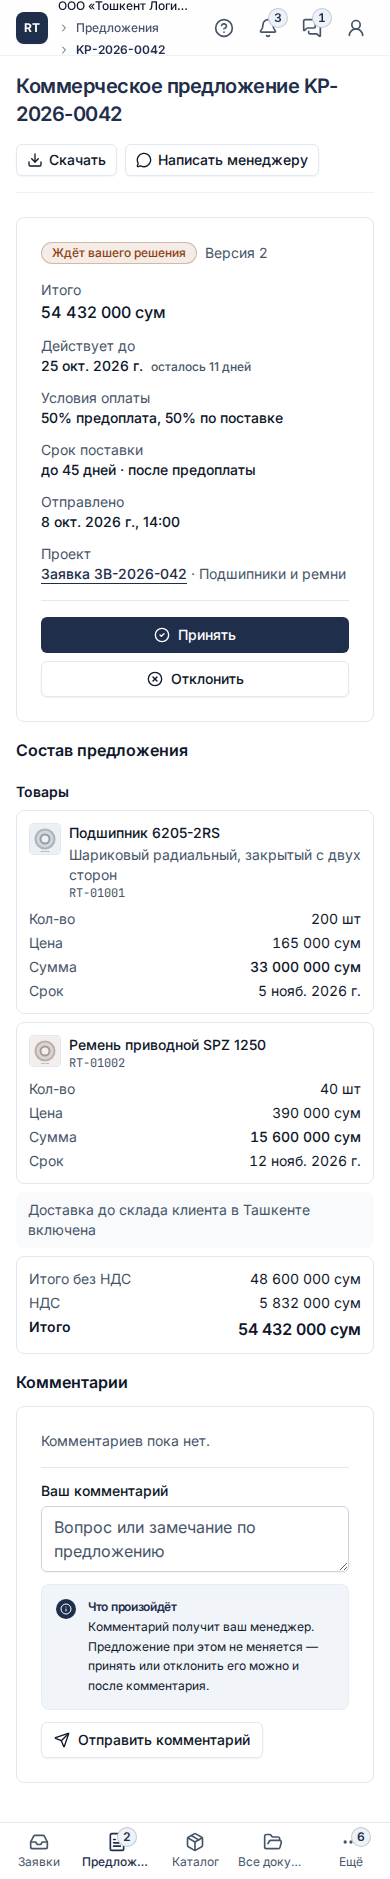 RT
ООО «Тошкент Логи...
Предложения
KP-2026-0042
3
1
Коммерческое предложение KP-
2026-0042
Скачать
Написать менеджеру
Ждёт вашего решения
Версия 2
Итого
54 432 000 сум
Действует до
25 окт. 2026 г. осталось 11 дней
Условия оплаты
50% предоплата, 50% по поставке
Срок поставки
до 45 дней · после предоплаты
Отправлено
8 окт. 2026 г., 14:00
Проект
Заявка ЗВ-2026-042 · Подшипники и ремни
Принять
Отклонить
Состав предложения
Товары
Подшипник 6205-2RS
Шариковый радиальный, закрытый с двух
сторон
RT-01001
Кол-во 200 шт
Цена 165 000 сум
Сумма 33 000 000 сум
Срок 5 нояб. 2026 г.
Ремень приводной SPZ 1250
RT-01002
Кол-во 40 шт
Цена 390 000 сум
Сумма 15 600 000 сум
Срок 12 нояб. 2026 г.
Доставка до склада клиента в Ташкенте
включена
Итого без НДС 48 600 000 сум
НДС 5 832 000 сум
Итого 54 432 000 сум
Комментарии
Комментариев пока нет.
Ваш комментарий
Вопрос или замечание по
предложению
Что произойдёт
Комментарий получит ваш менеджер.
Предложение при этом не меняется —
принять или отклонить его можно и
после комментария.
Отправить комментарий
2
6
Заявки
Предлож...
Каталог
Все доку...
Ещё